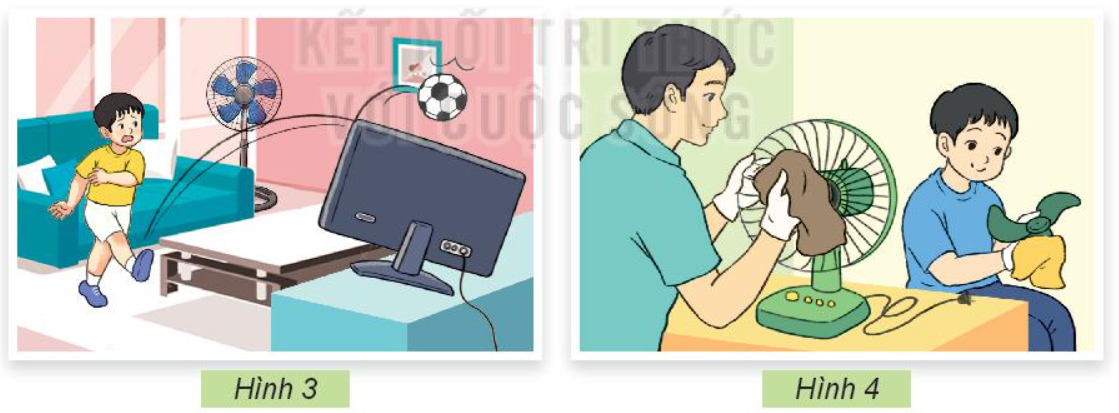 KẾT NỐI TRI THỨC
VỚI CUỘC SỐNG
Hình 3
Hình 4